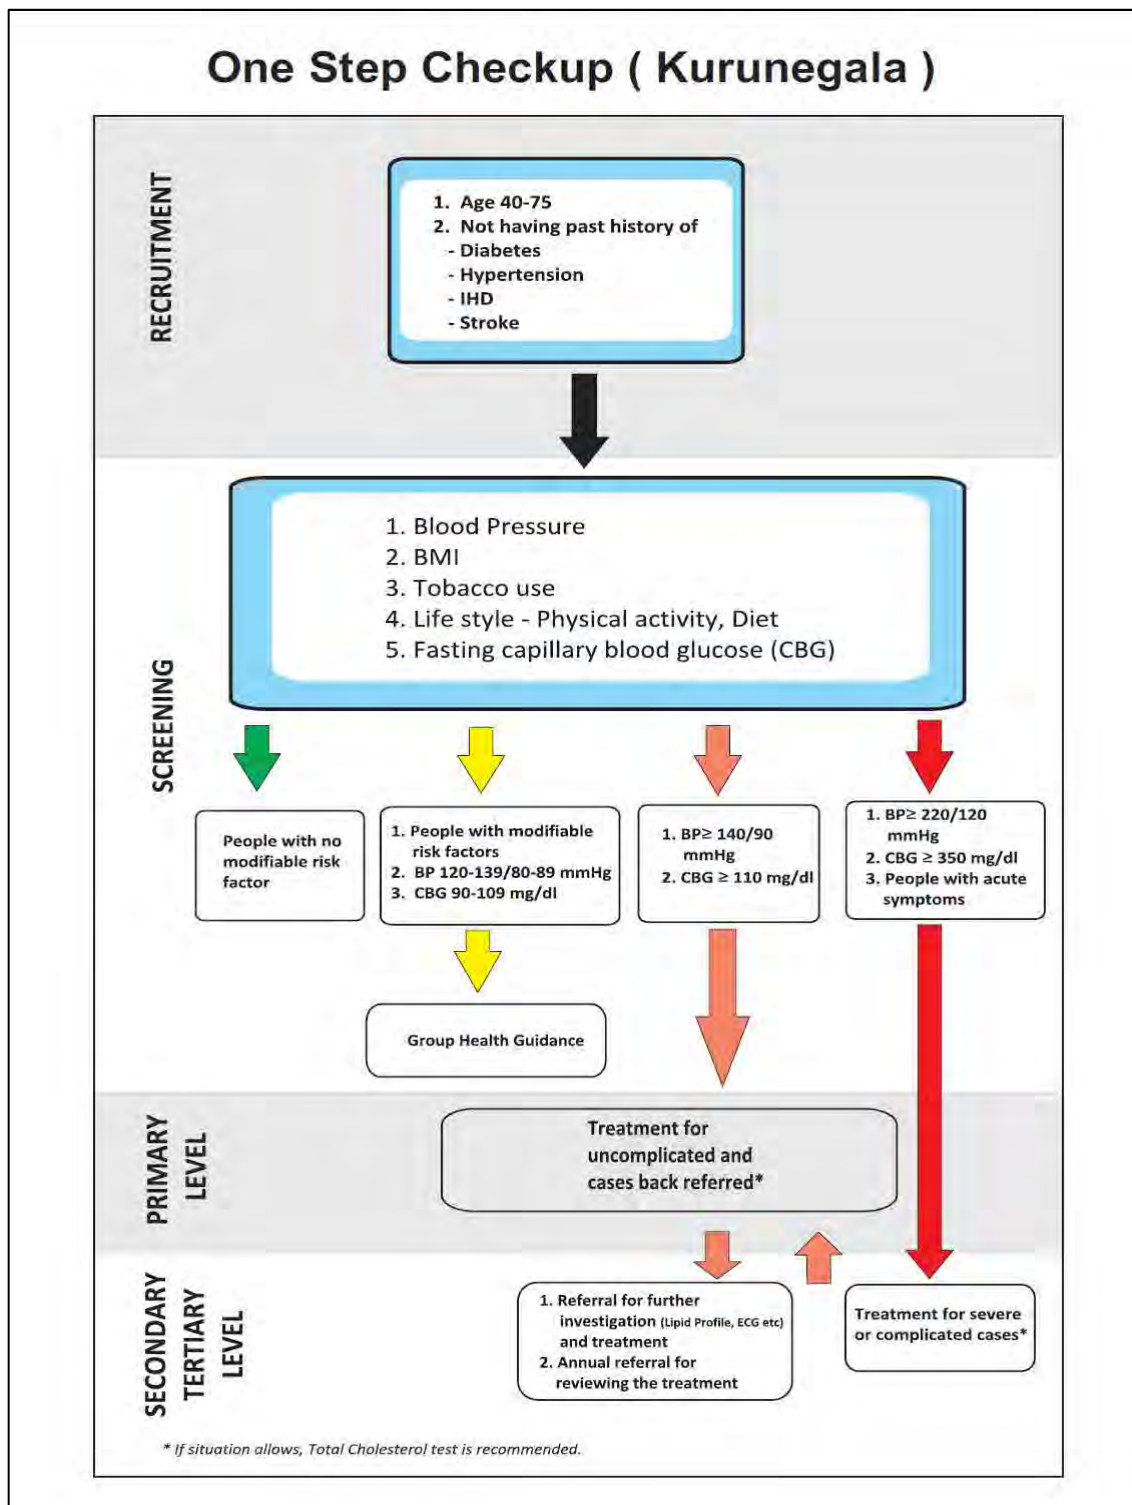 One Step Checkup ( Kurunegala )
RECRUITMENT
1. Age 40-75
2. Not having past history of
- Diabetes
- Hypertension
- IHD
- Stroke
SCREENING
1. Blood Pressure
2. BMI
3. Tobacco use
4. Life style - Physical activity, Diet
5. Fasting capillary blood glucose (CBG)
People with no
modifiable risk
factor
1. People with modifiable
risk factors
2. BP 120-139/80-89 mmHg
3. CBG 90-109 mg/dl
1. BP≥ 140/90
mmHg
2. CBG ≥ 110 mg/dl
1. BP≥ 220/120
mmHg
2. CBG ≥ 350 mg/dl
3. People with acute
symptoms
Group Health Guidance
PRIMARY
LEVEL
Treatment for
uncomplicated and
cases back referred*
SECONDARY
TERTIARY
LEVEL
1. Referral for further
investigation (Lipid Profile, ECG etc)
and treatment
2. Annual referral for
reviewing the treatment
Treatment for severe
or complicated cases*
* If situation allows, Total Cholesterol test is recommended.